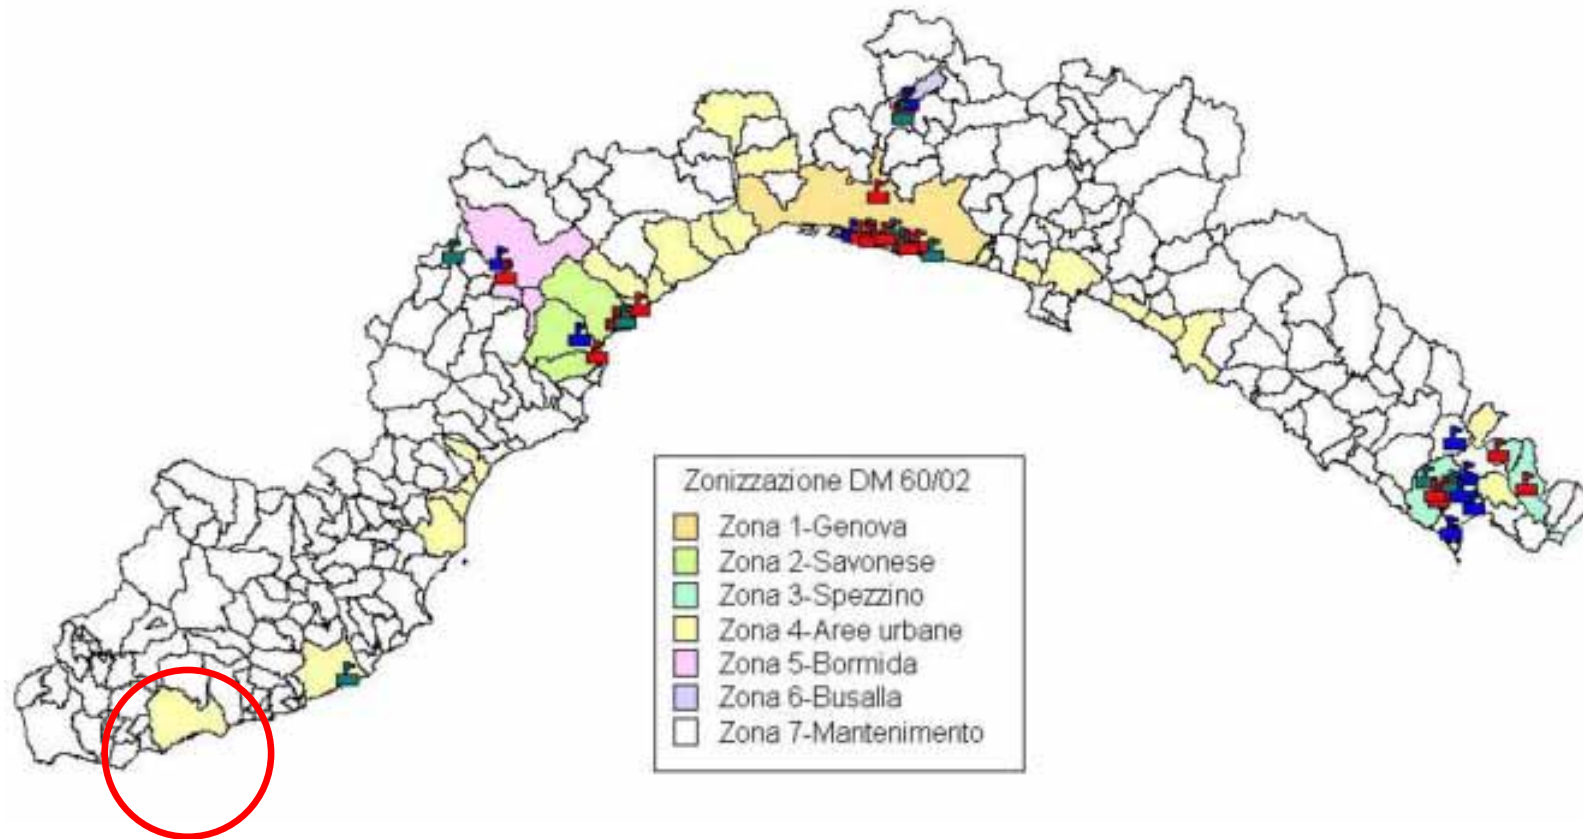 Zonizzazione DM 60/02
Zona 1-Genova
Zona 2-Savonese
Zona 3-Spezzino
Zona 4-Aree urbane
Zona 5-Bormida
Zona 6-Busalla
Zona 7-Mantenimento